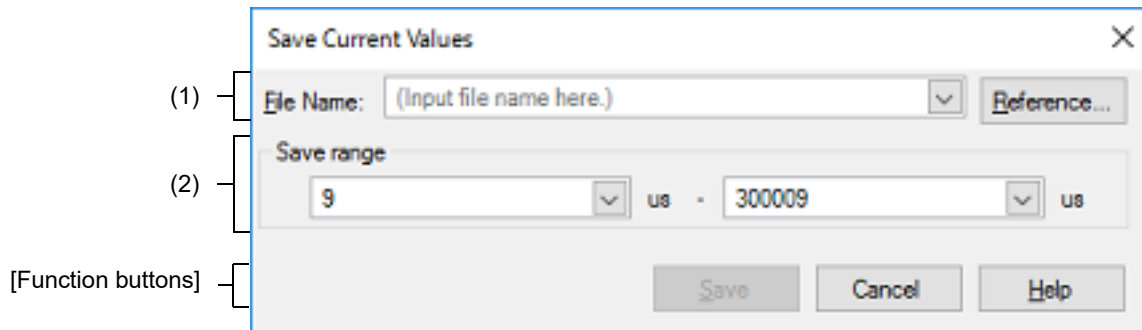 Save Current Values
(1) File Name: (Input file name here.) Reference...
Save range
(2) 9 us - 300009 us
[Function buttons] Save Cancel Help